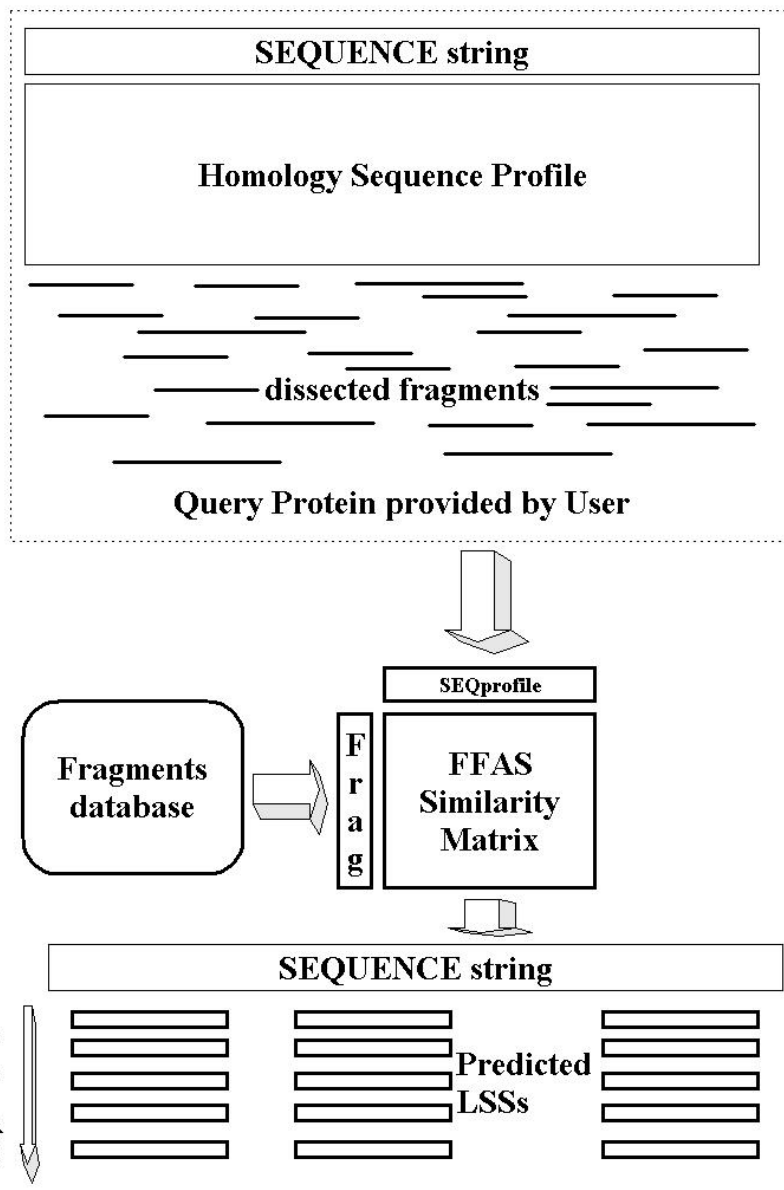 SEQUENCE string
Homology Sequence Profile
dissected fragments
Query Protein provided by User
SEQprofile
Fragments
database
Frag
FFAS
Similarity
Matrix
SEQUENCE string
Predicted
LSSs